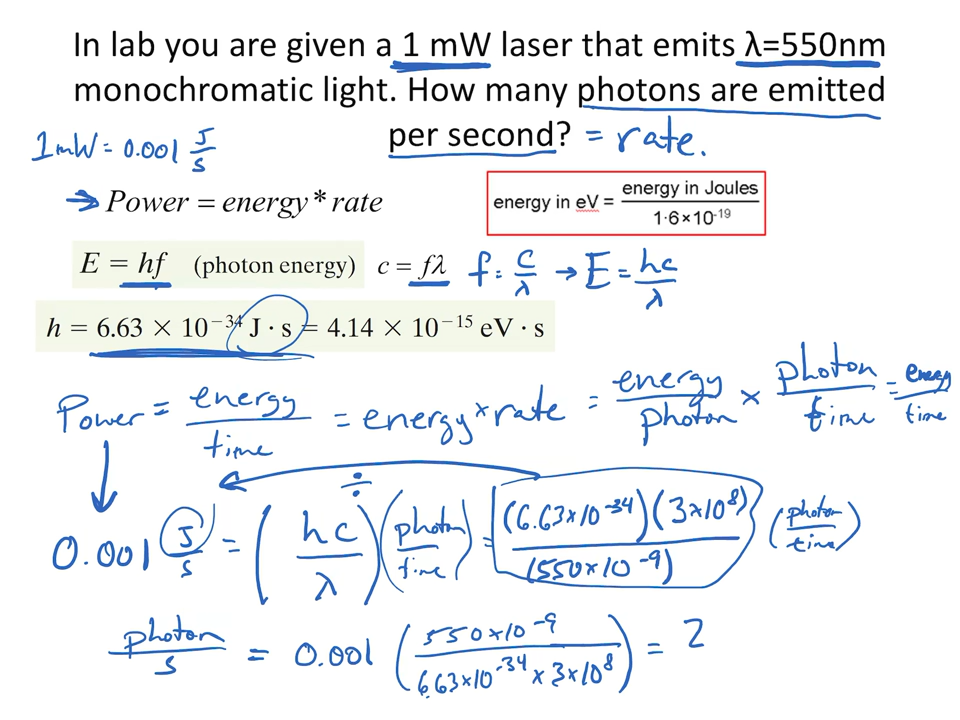 In lab you are given a 1 mW laser that emits λ=550nm
monochromatic light. How many photons are emitted
per second? = rate.
1mW = 0.001 J/s
→ Power = energy * rate
energy in eV = energy in Joules / 1·6×10⁻¹⁹
E = hf (photon energy) c = fλ f = c/λ → E = hc/λ
h = 6.63 × 10⁻³⁴ J · s = 4.14 × 10⁻¹⁵ eV · s
Power = energy/time = energy × rate = energy/photon × photon/time = energy/time
÷
0.001 J/s = (hc/λ)(photon/time) = (6.63×10⁻³⁴)(3×10⁸)/(550×10⁻⁹) (photon/time)
photon/s = 0.001 (550×10⁻⁹/6.63×10⁻³⁴ × 3×10⁸) = 2